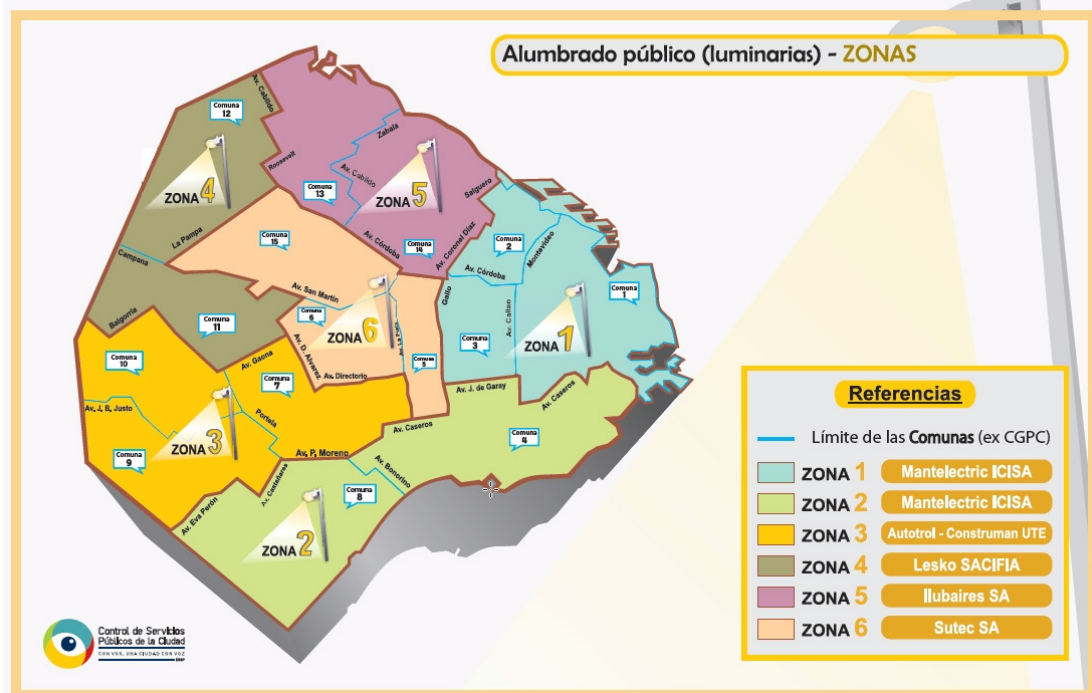 Alumbrado público (luminarias) - ZONAS
Av. Cabildo
Comuna
12
Zabala
Roosevelt
Av. Cabildo
Comuna
13
ZONA 4
ZONA 5
Salguero
La Pampa
Comuna
15
Av. Córdoba
Comuna
14
Av. Coronel Díaz
Comuna
2
Montevideo
Campana
Av. Córdoba
Av. San Martín
Gallo
Comuna
1
Baigorria
Comuna
11
Comuna
6
ZONA 6
Av. La Plata
Av. Callao
Comuna
3
ZONA 1
Comuna
10
Av. Gaona
Av. D. Alvarez
Comuna
5
Comuna
7
Av. Directorio
Av. J. de Garay
Av. Caseros
Av. J. B. Justo
Portela
Av. Caseros
Comuna
4
ZONA 3
Comuna
9
Av. P. Moreno
Av. Bonorino
Av. Castañares
Comuna
8
Av. Eva Perón
ZONA 2
Referencias
Límite de las Comunas (ex CGPC)
ZONA 1 Mantelectric ICISA
ZONA 2 Mantelectric ICISA
ZONA 3 Autotrol - Construman UTE
ZONA 4 Lesko SACIFIA
ZONA 5 Ilubaires SA
ZONA 6 Sutec SA
Control de Servicios
Públicos de la Ciudad
CON VOS, UNA CIUDAD CON VOZ